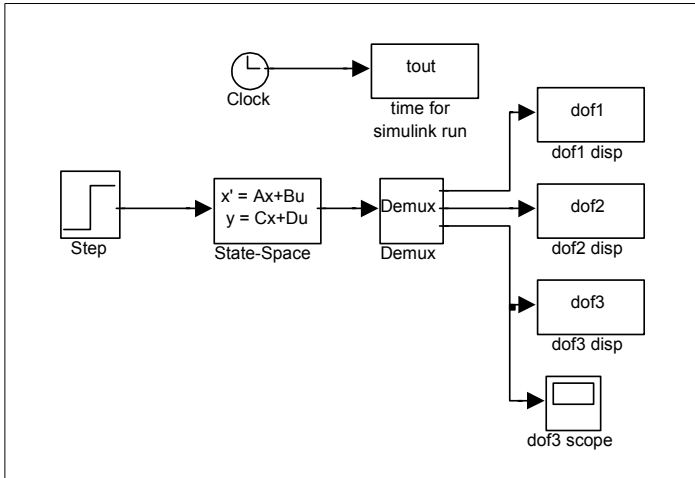 tout
Clock
time for
simulink run
dof1
dof1 disp
Step
x' = Ax+Bu
y = Cx+Du
State-Space
Demux
Demux
dof2
dof2 disp
dof3
dof3 disp
dof3 scope